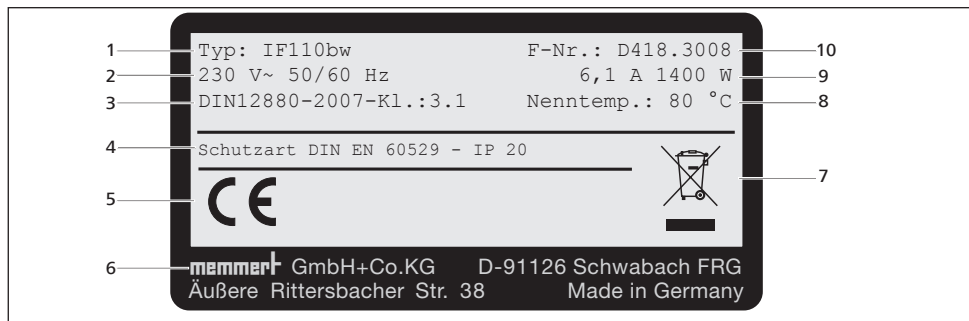 1 Typ: IF110bw F-Nr.: D418.3008 10
2 230 V~ 50/60 Hz 6,1 A 1400 W 9
3 DIN12880-2007-Kl.:3.1 Nenntemp.: 80 °C 8
4 Schutzart DIN EN 60529 - IP 20
7
5 CE
6 memmert GmbH+Co.KG D-91126 Schwabach FRG
Äußere Rittersbacher Str. 38 Made in Germany